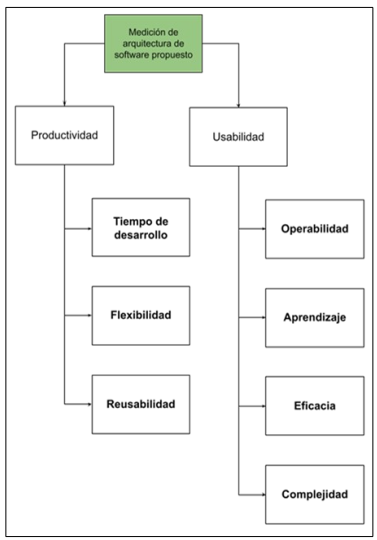 Medición de
arquitectura de
software propuesto
Productividad
Usabilidad
Tiempo de
desarrollo
Operabilidad
Flexibilidad
Aprendizaje
Reusabilidad
Eficacia
Complejidad